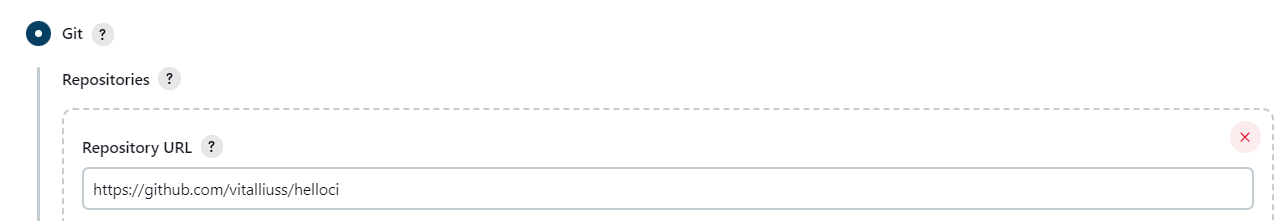 Git ?
Repositories ?
Repository URL ?
https://github.com/vitalliuss/helloci